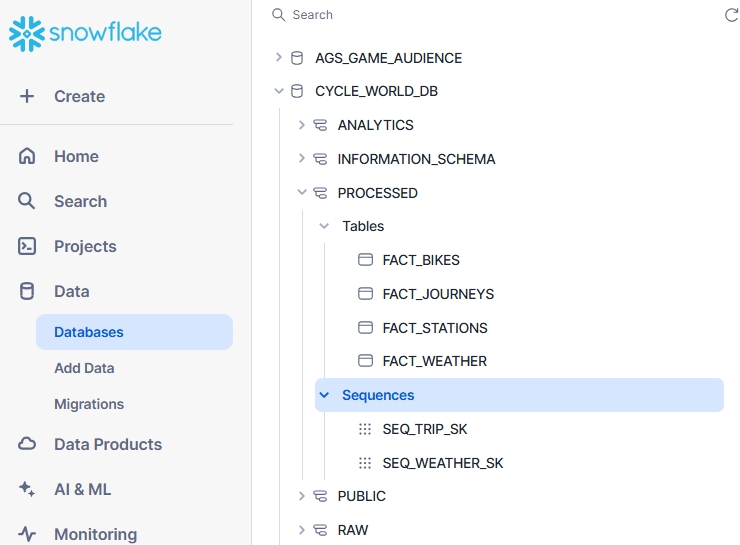 snowflake
Create
Home
Search
Projects
Data
Databases
Add Data
Migrations
Data Products
AI & ML
Monitoring
Search
AGS_GAME_AUDIENCE
CYCLE_WORLD_DB
ANALYTICS
INFORMATION_SCHEMA
PROCESSED
Tables
FACT_BIKES
FACT_JOURNEYS
FACT_STATIONS
FACT_WEATHER
Sequences
SEQ_TRIP_SK
SEQ_WEATHER_SK
PUBLIC
RAW